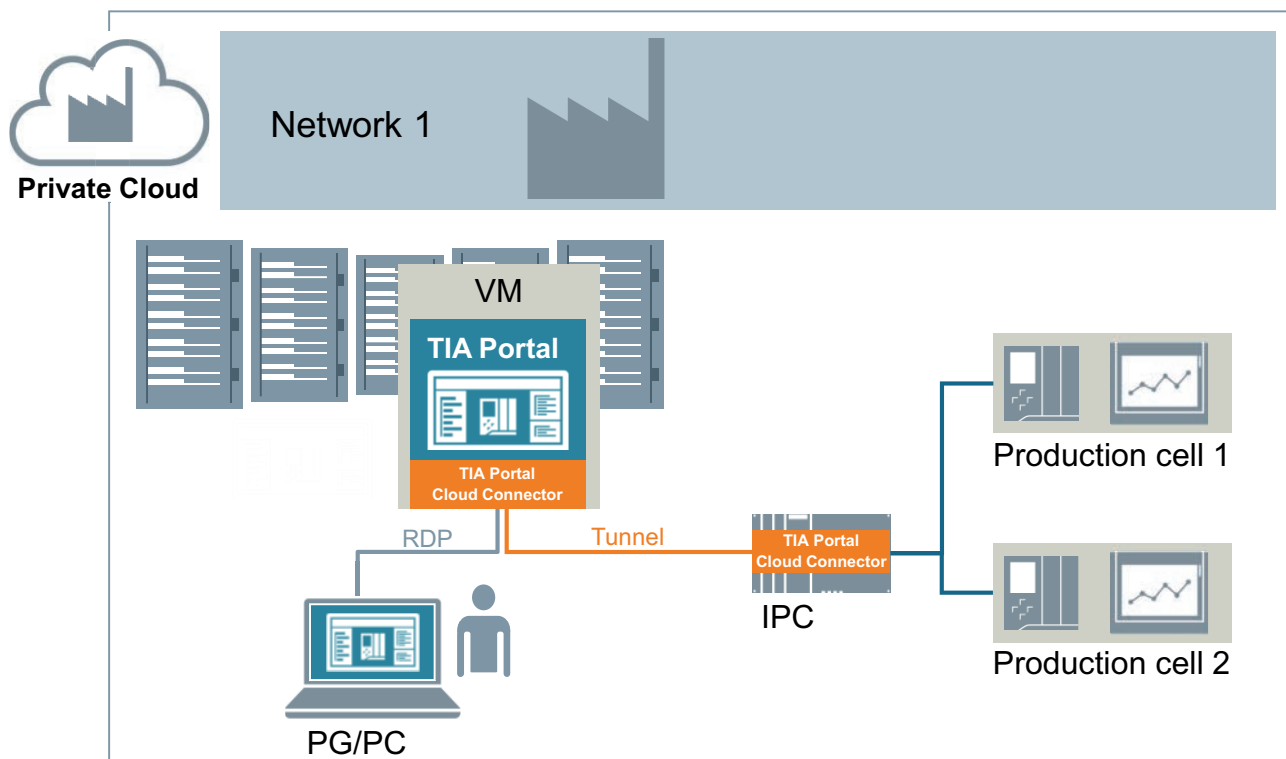 Network 1
Private Cloud
VM
TIA Portal
TIA Portal
Cloud Connector
RDP
Tunnel
TIA Portal
Cloud Connector
IPC
Production cell 1
Production cell 2
PG/PC